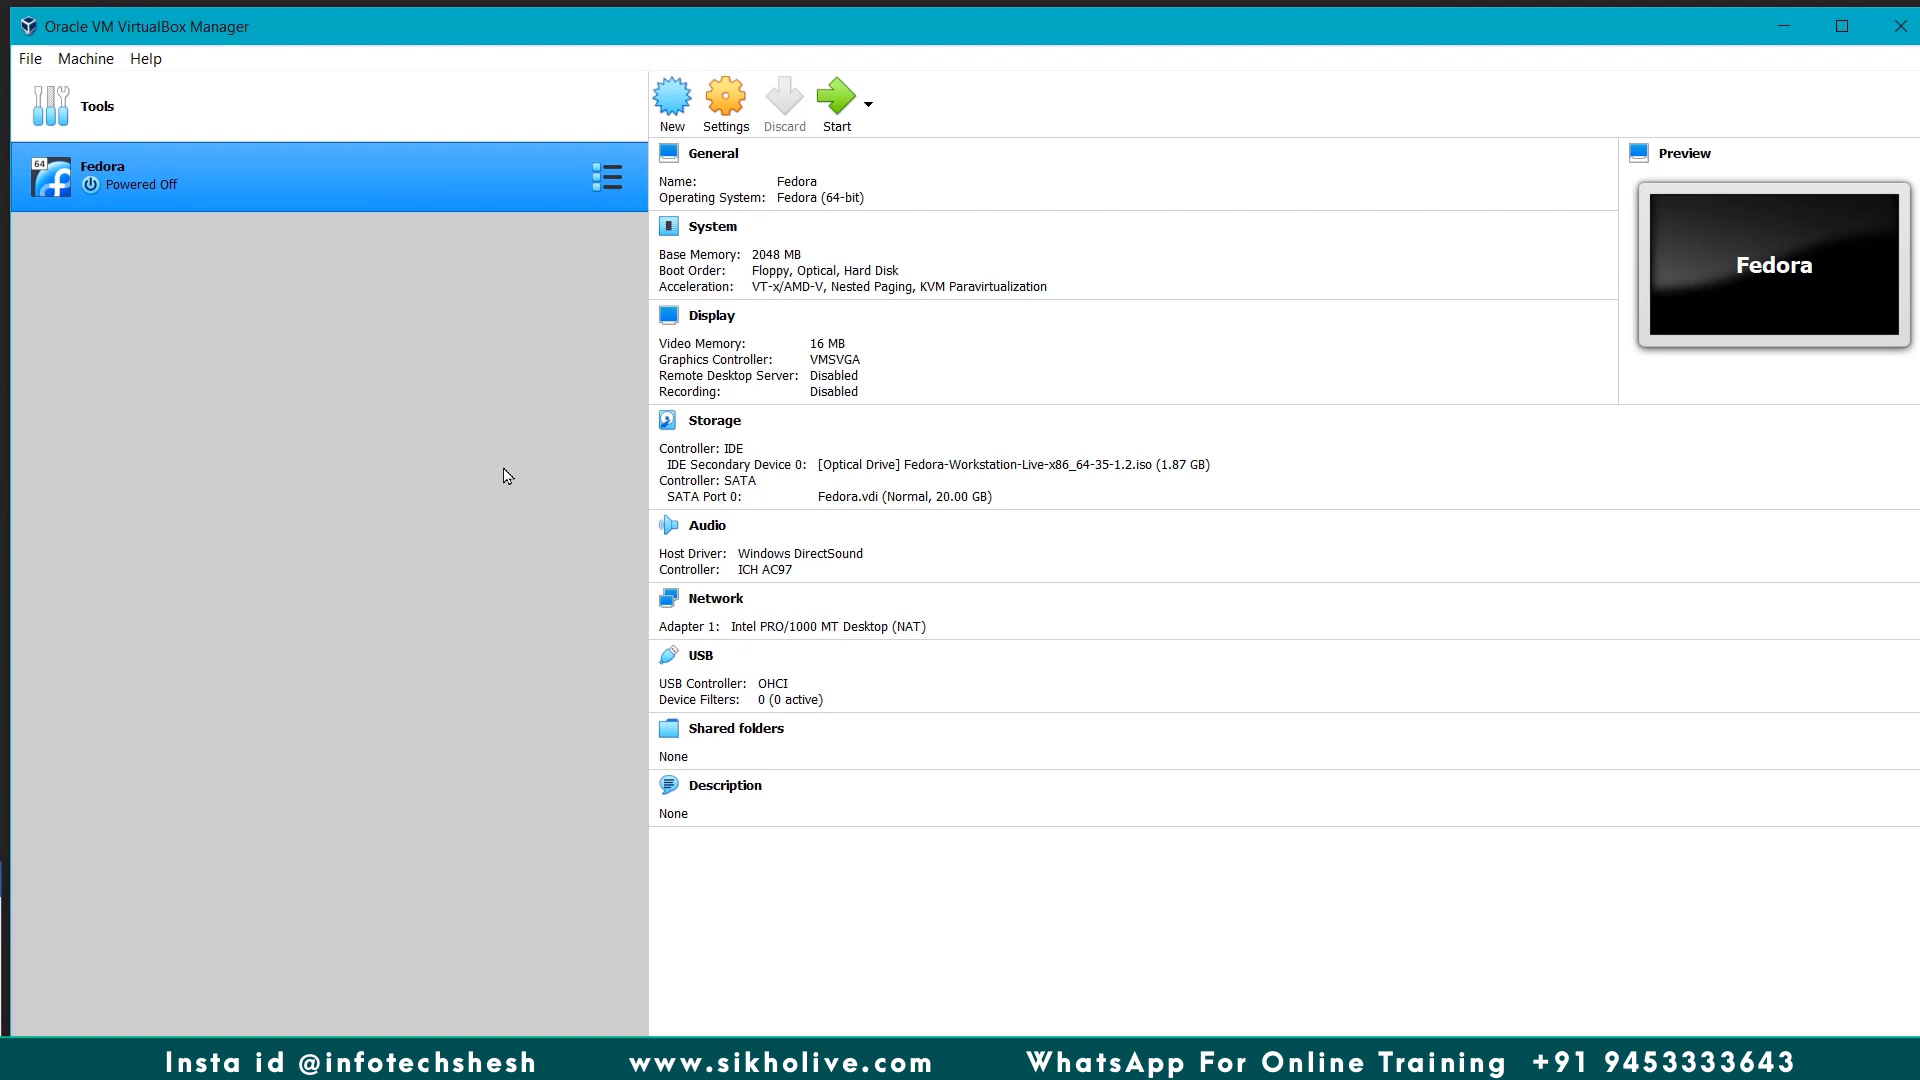 Oracle VM VirtualBox Manager
File Machine Help
Tools
New Settings Discard Start
64
Fedora
Powered Off
General
Name: Fedora
Operating System: Fedora (64-bit)
Preview
Fedora
System
Base Memory: 2048 MB
Boot Order: Floppy, Optical, Hard Disk
Acceleration: VT-x/AMD-V, Nested Paging, KVM Paravirtualization
Display
Video Memory: 16 MB
Graphics Controller: VMSVGA
Remote Desktop Server: Disabled
Recording: Disabled
Storage
Controller: IDE
IDE Secondary Device 0: [Optical Drive] Fedora-Workstation-Live-x86_64-35-1.2.iso (1.87 GB)
Controller: SATA
SATA Port 0: Fedora.vdi (Normal, 20.00 GB)
Audio
Host Driver: Windows DirectSound
Controller: ICH AC97
Network
Adapter 1: Intel PRO/1000 MT Desktop (NAT)
USB
USB Controller: OHCI
Device Filters: 0 (0 active)
Shared folders
None
Description
None
Insta id @infotechshesh www.sikholive.com WhatsApp For Online Training +91 9453333643